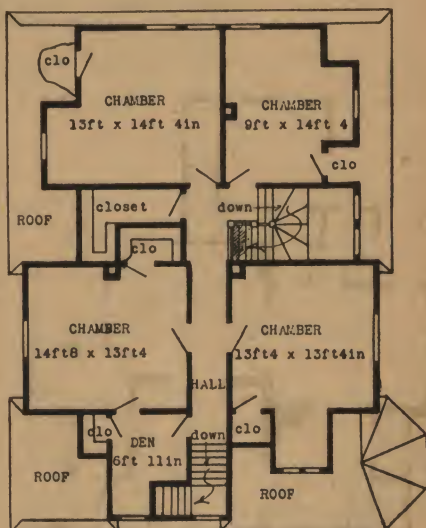 clo
CHAMBER
13ft x 14ft 4in
CHAMBER
9ft x 14ft 4
clo
closet
down
ROOF
clo
CHAMBER
14ft8 x 13ft4
CHAMBER
13ft4 x 13ft4in
HALL
clo
DEN
6ft 11in
down
clo
ROOF
ROOF